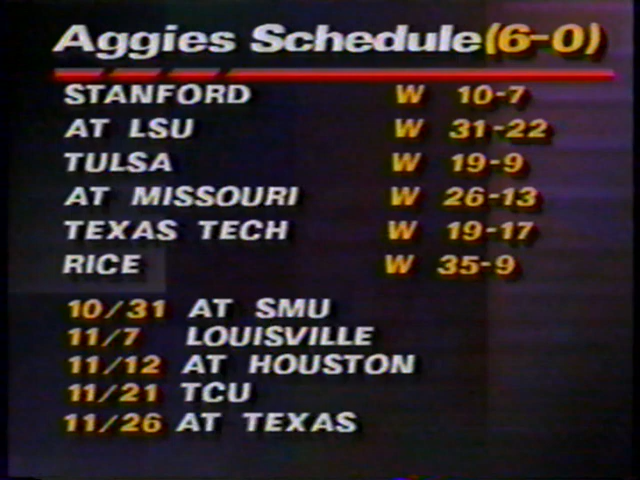 Aggies Schedule (6-0)
STANFORD W 10-7
AT LSU W 31-22
TULSA W 19-9
AT MISSOURI W 26-13
TEXAS TECH W 19-17
RICE W 35-9
10/31 AT SMU
11/7 LOUISVILLE
11/12 AT HOUSTON
11/21 TCU
11/26 AT TEXAS